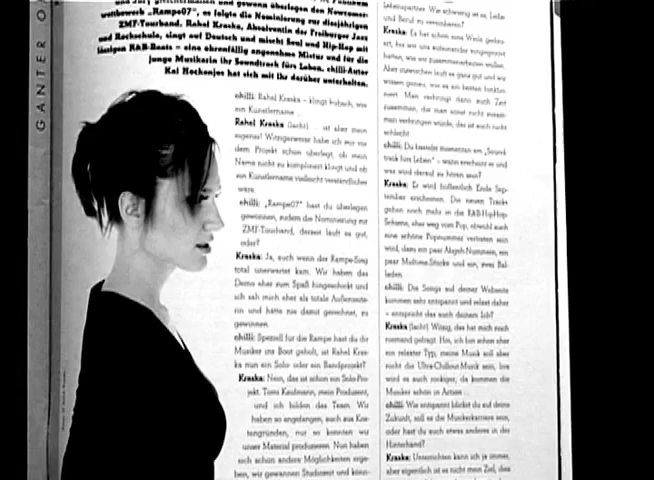 GANTER
und gewann überlegen den Newcomer-
wettbewerb „Rampe07“, es folgte die Nominierung zur diesjährigen
ZMF-Tourband. Rahel Kraska, Absolventin der Freiburger Jazz
und Rockschule, singt auf Deutsch und mischt Soul und Hip-Hop mit
lässigen R&B-Beats – eine ohrenfällig angenehme Mixtur und für die
junge Musikerin ihr Soundtrack fürs Leben. chilli-Autor
Kai Hockenjos hat sich mit ihr darüber unterhalten.
chilli: Rahel Kraska – klingt hübsch, wie
ein Künstlername ...
Rahel Kraska (lacht) ... ist aber mein
eigener! Witzigerweise habe ich mir vor
dem Projekt schon überlegt, ob mein
Name nicht zu kompliziert klingt und ob
ein Künstlername vielleicht verständlicher
wäre.
chilli: „Rampe07“ hast du überlegen
gewonnen, zudem die Nominierung zur
ZMF-Tourband, derzeit läuft es gut,
oder?
Kraska: Ja, auch wenn der Rampe-Sieg
total unerwartet kam. Wir haben das
Demo eher zum Spaß hingeschickt und
ich sah mich eher als totale Außenseite-
rin und hätte nie damit gerechnet, zu
gewinnen.
chilli: Speziell für die Rampe hast du dir
Musiker ins Boot geholt, ist Rahel Kras-
ka nun ein Solo- oder ein Bandprojekt?
Kraska: Nein, das ist schon ein Solo-Pro-
jekt. Tomi Kaufmann, mein Produzent,
und ich bilden das Team. Wir
haben so angefangen, auch aus Kos-
tengründen, nur so konnten wir
unser Material produzieren. Nun haben
sich schon andere Möglichkeiten erge-
ben, wir gewannen Studiozeit und könn-
Lebenspartner. Wie schwierig ist es, Liebe
und Beruf zu vereinbaren?
Kraska: Es hat schon eine Weile gedau-
ert, bis wir uns aufeinander eingegroovt
hatten, wie wir zusammenarbeiten wollen.
Aber inzwischen läuft es ganz gut und wir
wissen genau, wie es am besten funktio-
niert. Man verbringt dann auch Zeit
zusammen, die man sonst nicht zusam-
men verbringen würde, das ist auch nicht
schlecht.
chilli: Du bastelst momentan am „Sound-
track fürs Leben“ – wann erscheint er und
was wird darauf zu hören sein?
Kraska: Er wird hoffentlich Ende Sep-
tember erscheinen. Die neuen Tracks
gehen noch mehr in die R&B-HipHop-
Schiene, aber weg vom Pop, obwohl auch
eine schöne Popnummer vertreten sein
wird, dazu ein paar Abgeh-Nummern, ein
paar Midtime-Stücke und ein, zwei Bal-
laden.
chilli: Die Songs auf deiner Webseite
kommen sehr entspannt und relaxt daher
– entspricht das auch deinem Ich?
Kraska (lacht) Witzig, das hat mich noch
niemand gefragt. Hm, ich bin schon eher
ein relaxter Typ, meine Musik soll aber
nicht die Ultra-Chillout-Musik sein, live
wird es auch rockiger, da kommen die
Musiker schön in Action ...
chilli: Wie entspannt blickst du auf deine
Zukunft, soll es die Musikerkarriere sein,
oder hast du auch etwas anderes in der
Hinterhand?
Kraska: Unterrichten kann ich ja immer,
aber eigentlich ist es nicht mein Ziel, dies